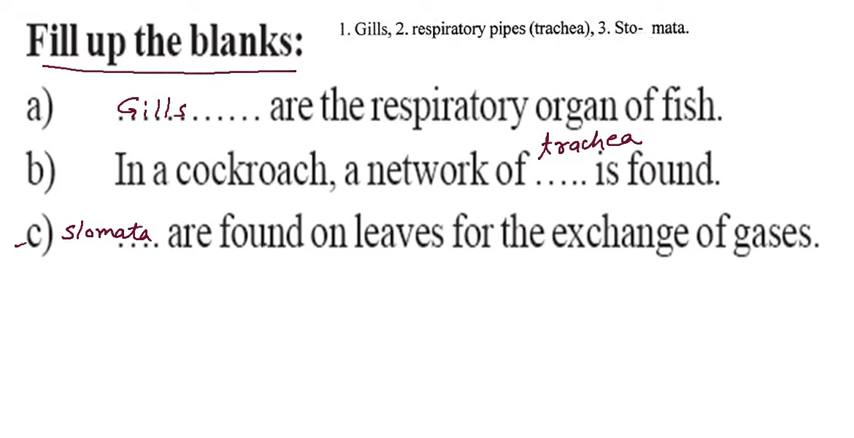 Fill up the blanks: 1. Gills, 2. respiratory pipes (trachea), 3. Sto- mata.
a) Gills...... are the respiratory organ of fish.
b) In a cockroach, a network of trachea ..... is found.
c) Stomata .... are found on leaves for the exchange of gases.